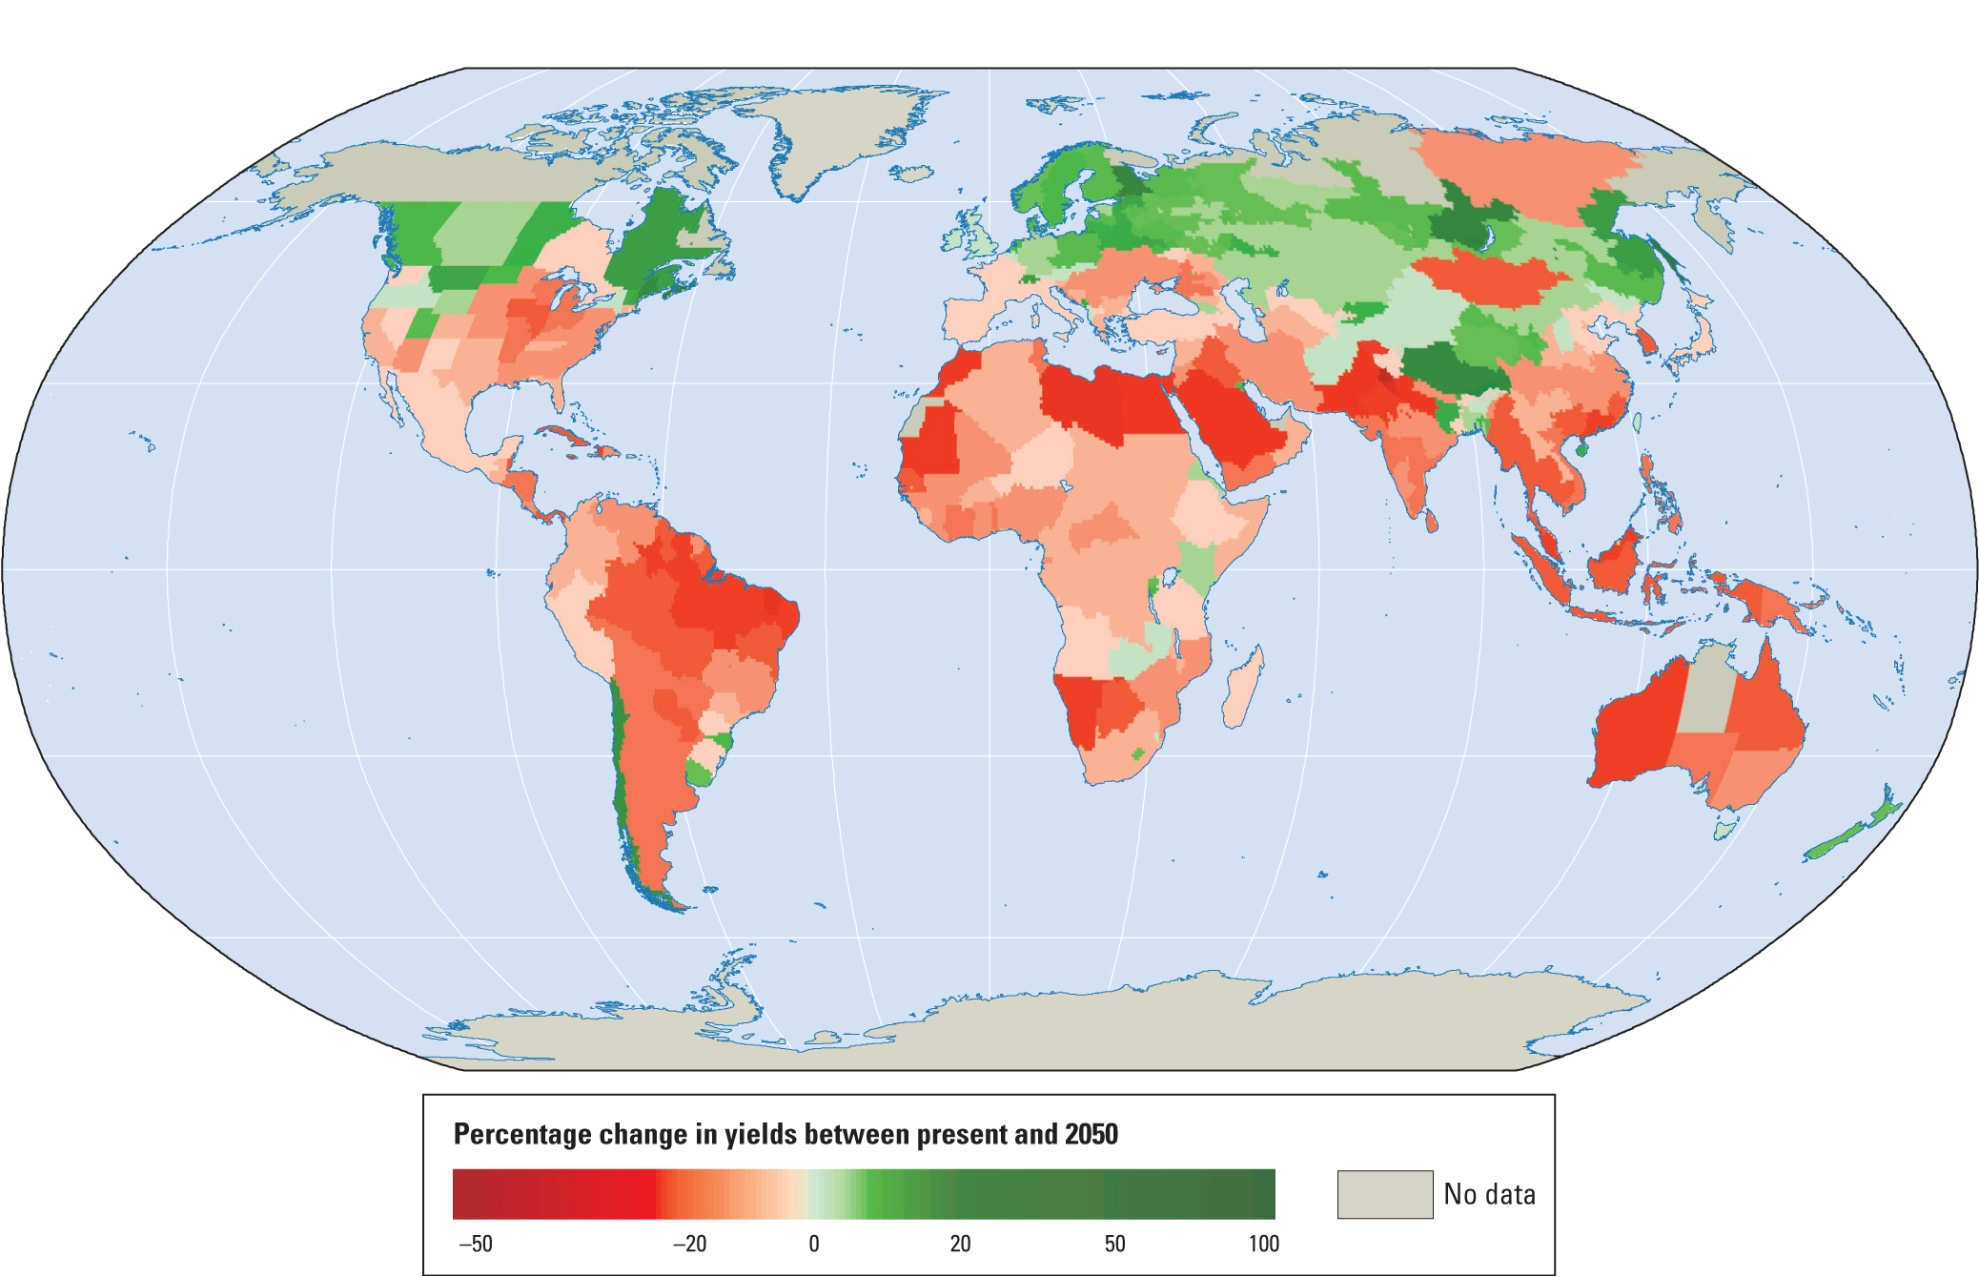 Percentage change in yields between present and 2050
–50 –20 0 20 50 100
No data